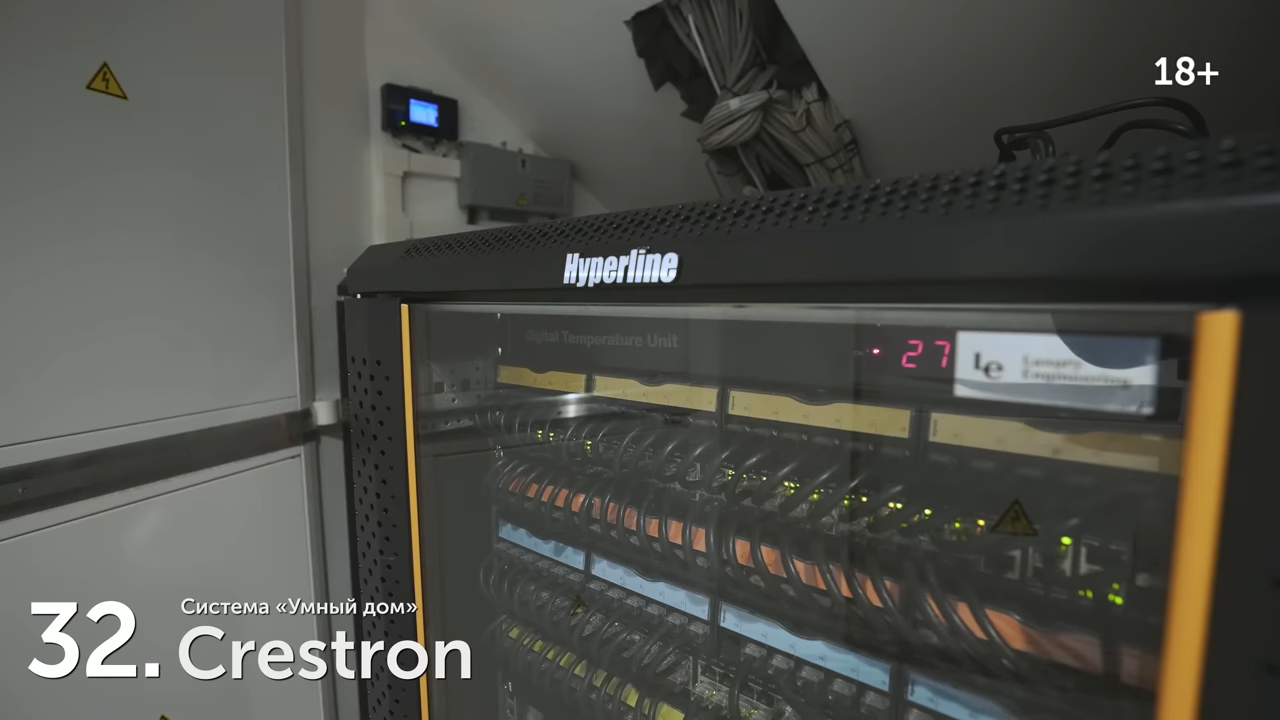 18+
Hyperline
Digital Temperature Unit
27
Le Luxury
Engineering
Система «Умный дом»
32. Crestron